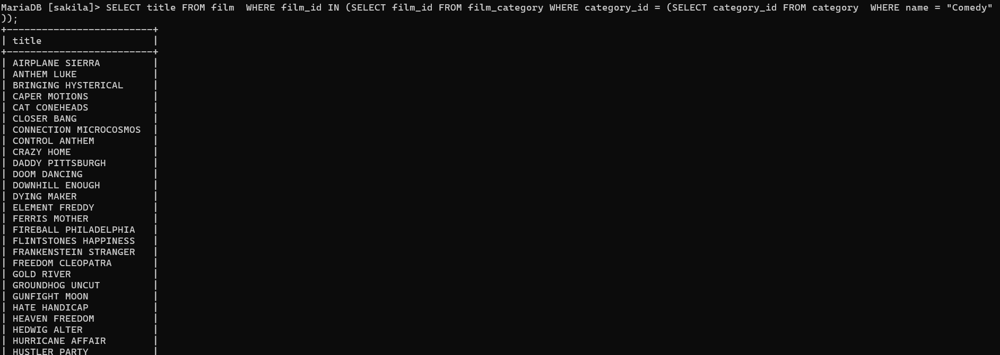 MariaDB [sakila]> SELECT title FROM film  WHERE film_id IN (SELECT film_id FROM film_category WHERE category_id = (SELECT category_id FROM category  WHERE name = "Comedy"
));
+-------------------------+
| title                   |
+-------------------------+
| AIRPLANE SIERRA         |
| ANTHEM LUKE             |
| BRINGING HYSTERICAL     |
| CAPER MOTIONS           |
| CAT CONEHEADS           |
| CLOSER BANG             |
| CONNECTION MICROCOSMOS  |
| CONTROL ANTHEM          |
| CRAZY HOME              |
| DADDY PITTSBURGH        |
| DOOM DANCING            |
| DOWNHILL ENOUGH         |
| DYING MAKER             |
| ELEMENT FREDDY          |
| FERRIS MOTHER           |
| FIREBALL PHILADELPHIA   |
| FLINTSTONES HAPPINESS   |
| FRANKENSTEIN STRANGER   |
| FREEDOM CLEOPATRA       |
| GOLD RIVER              |
| GROUNDHOG UNCUT         |
| GUNFIGHT MOON           |
| HATE HANDICAP           |
| HEAVEN FREEDOM          |
| HEDWIG ALTER            |
| HURRICANE AFFAIR        |
| HUSTLER PARTY           |